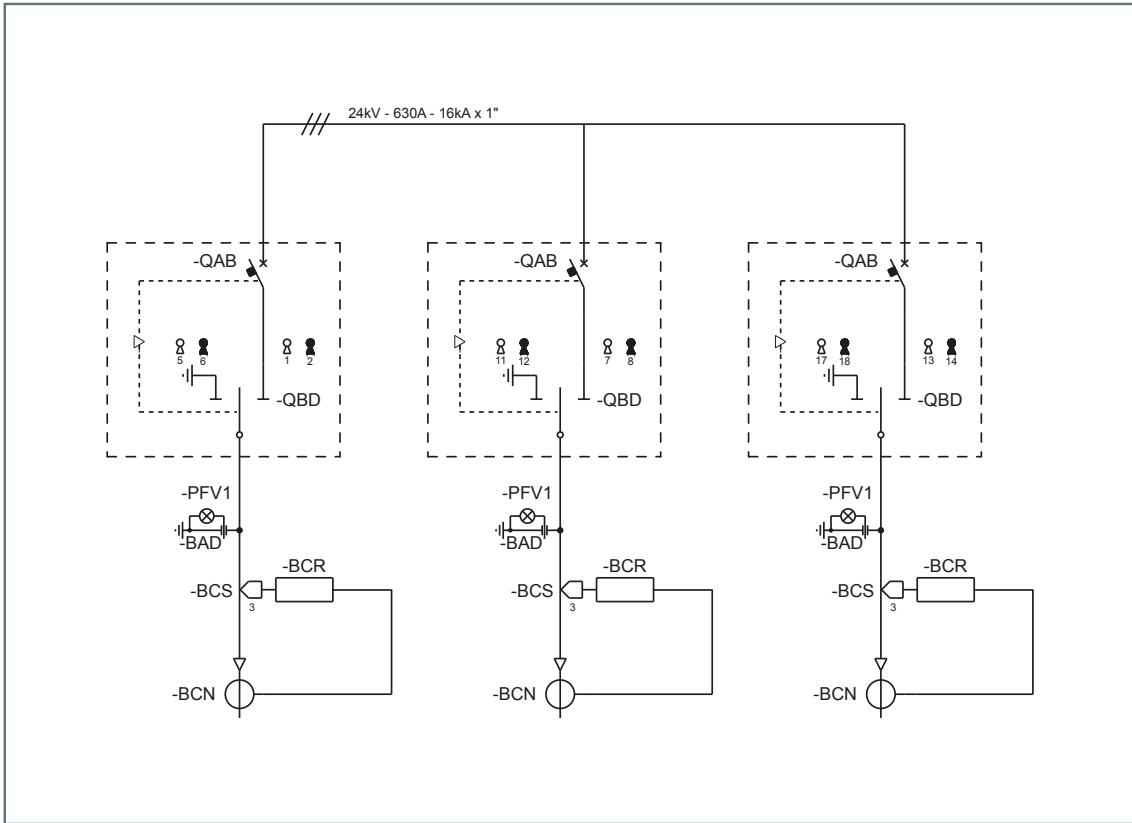 24kV - 630A - 16kA x 1"
-QAB -QAB -QAB
5 6 1 2 11 12 7 8 17 18 13 14
-QBD -QBD -QBD
-PFV1 -PFV1 -PFV1
-BAD -BAD -BAD
-BCR -BCR -BCR
-BCS -BCS -BCS
3 3 3
-BCN -BCN -BCN